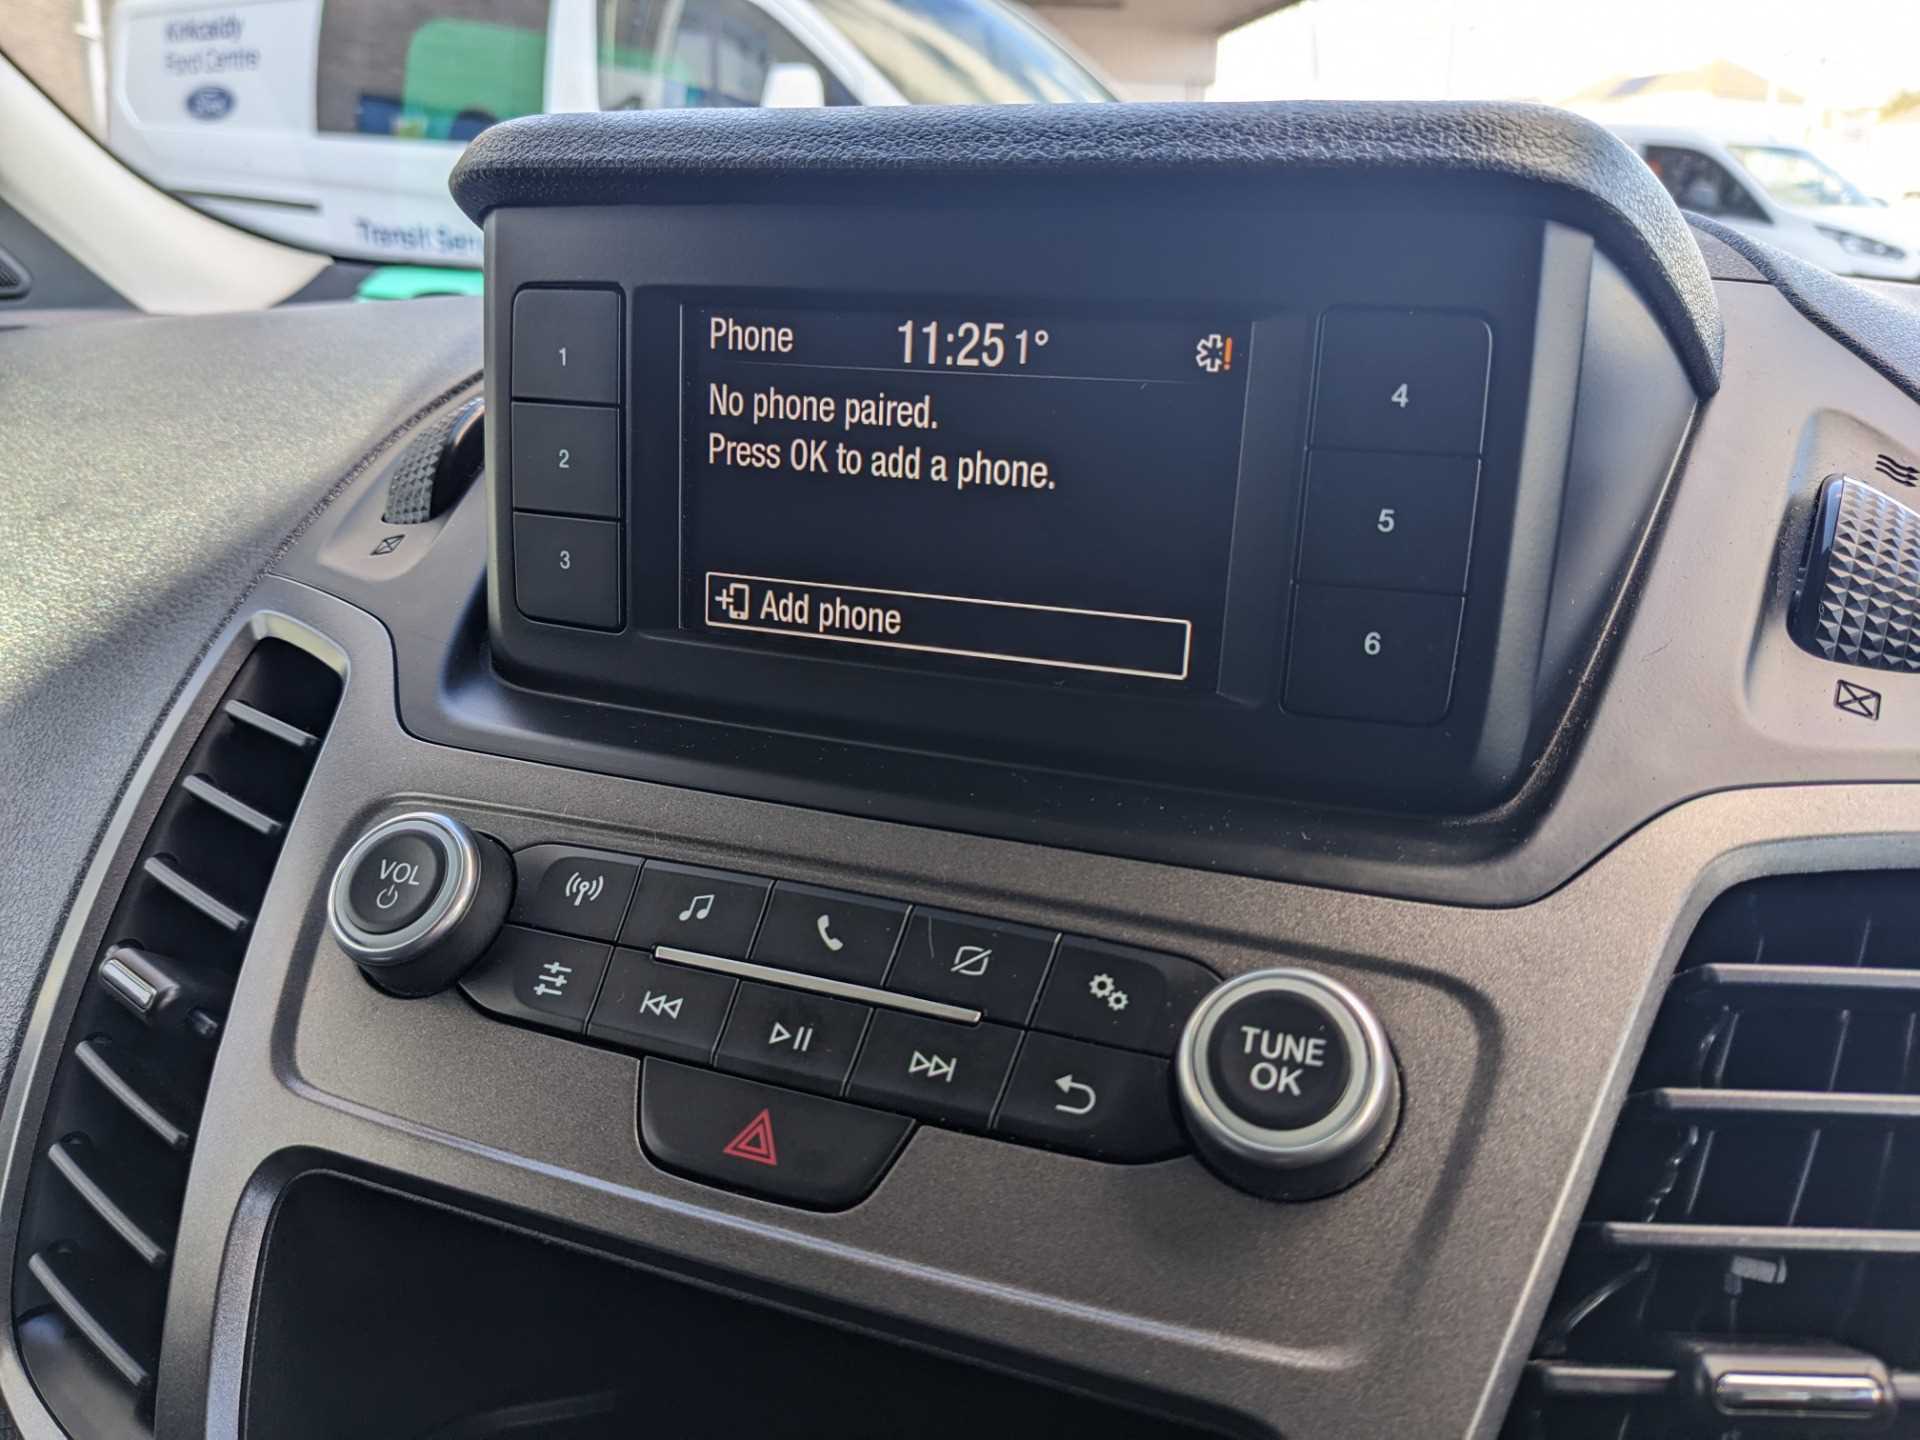 Kirkcaldy
Ford Centre
Ford
Transit
Phone 11:25 1°
No phone paired.
Press OK to add a phone.
Add phone
1
2
3
4
5
6
VOL
TUNE
OK